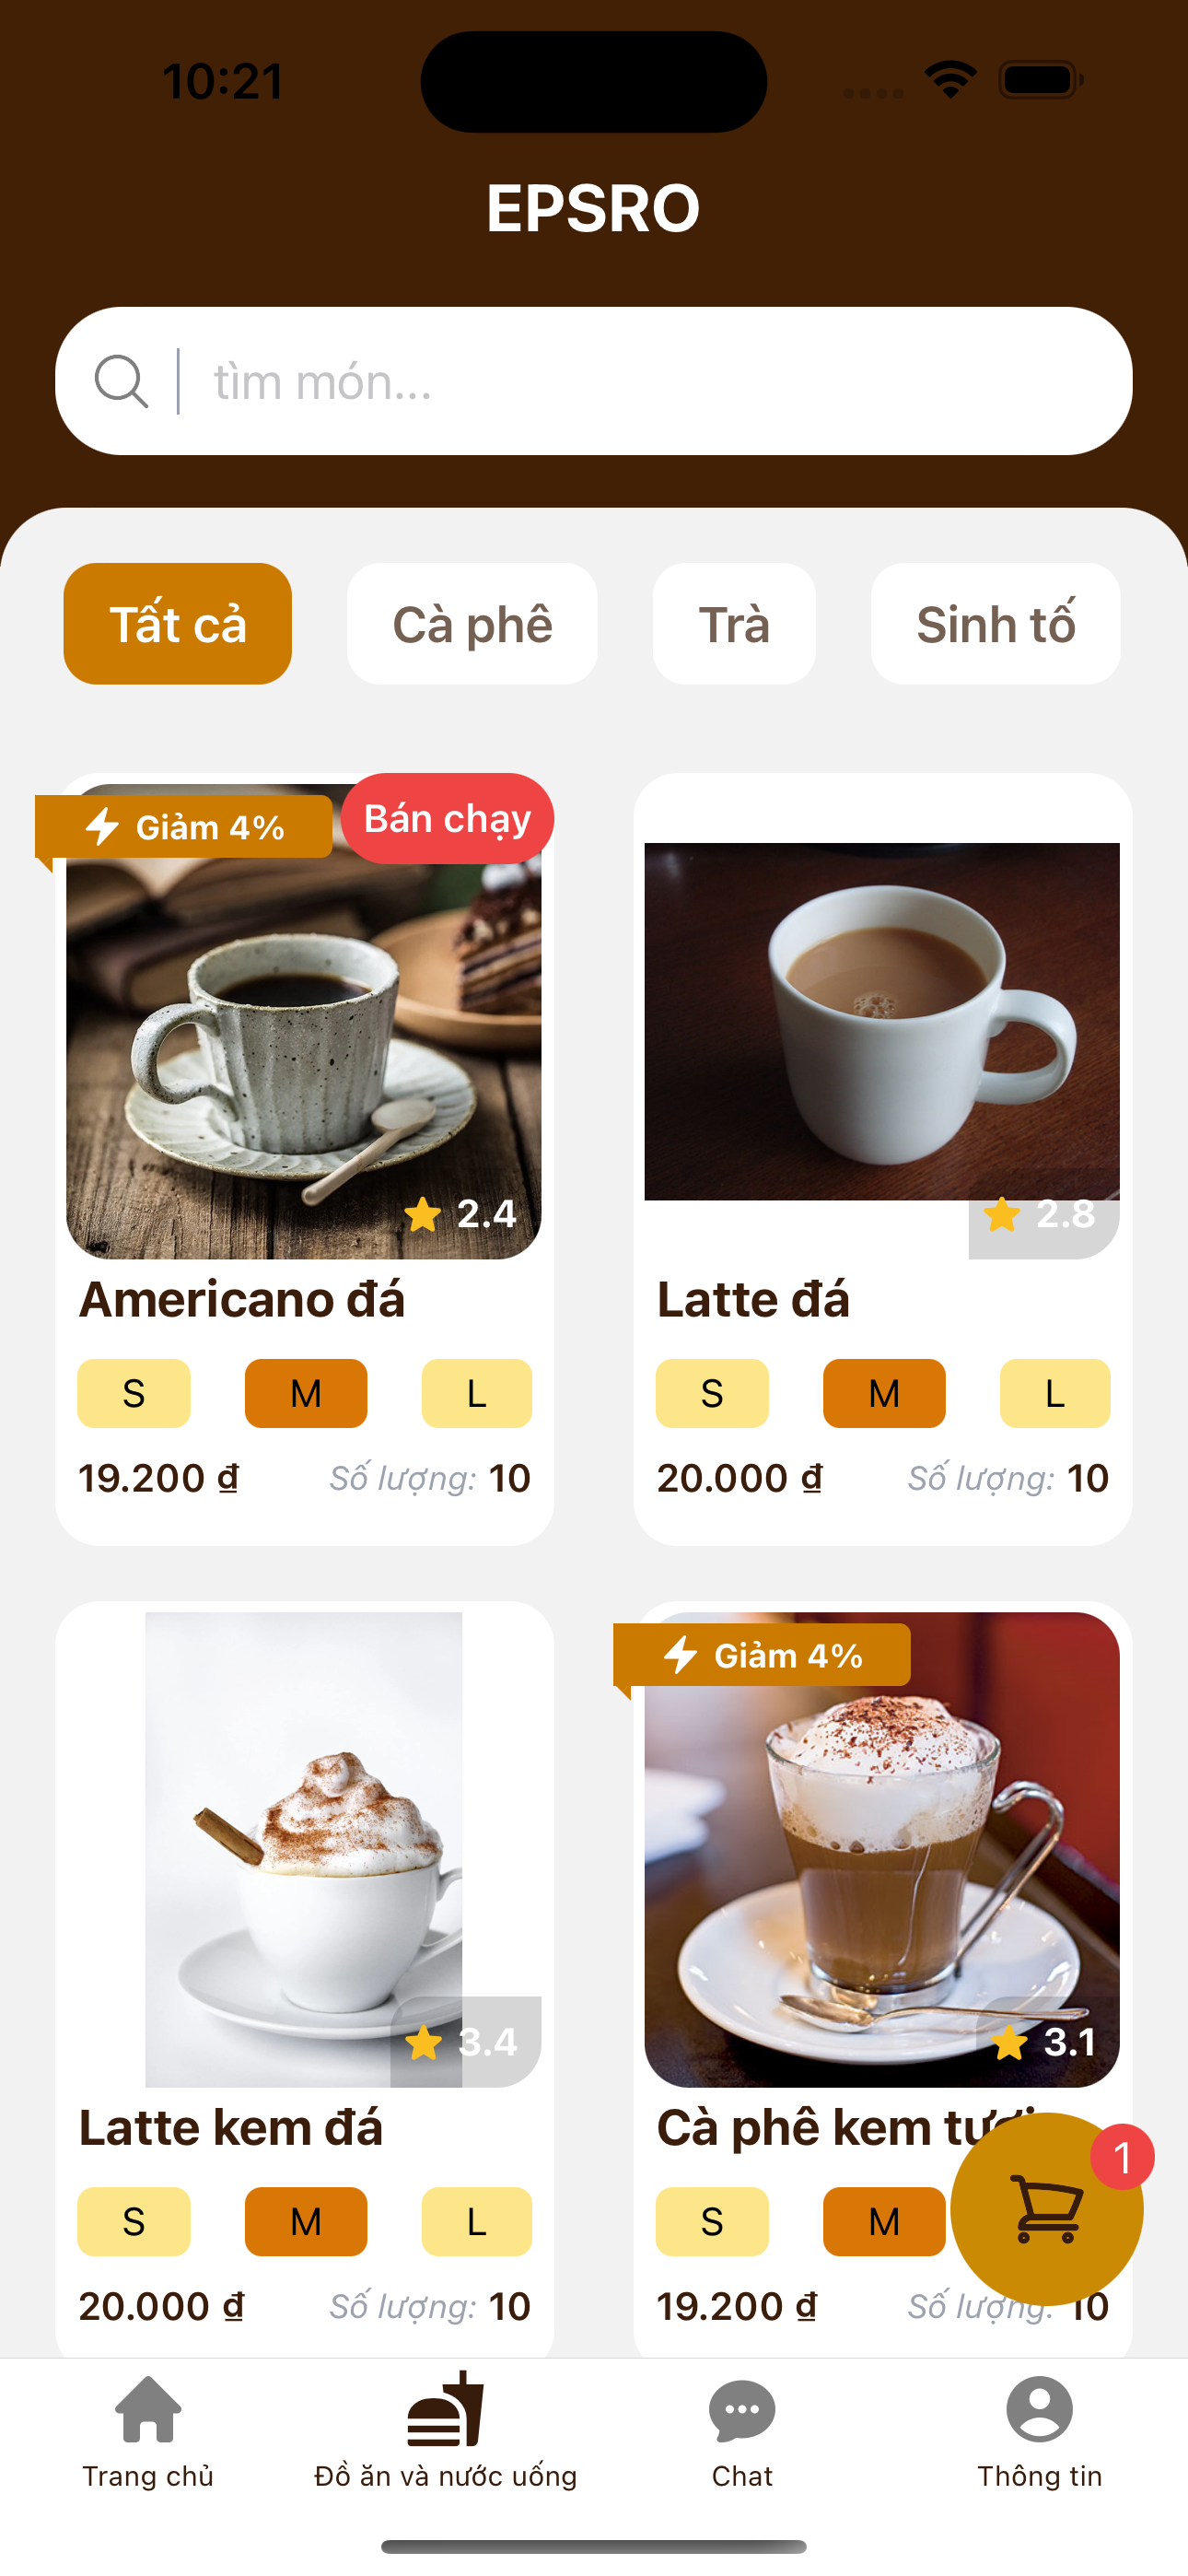 10:21
EPSRO
tìm món...
Tất cả
Cà phê
Trà
Sinh tố
Giảm 4%
Bán chạy
2.4
2.8
Americano đá
Latte đá
S M L
S M L
19.200 ₫ Số lượng: 10
20.000 ₫ Số lượng: 10
Giảm 4%
3.4
3.1
Latte kem đá
Cà phê kem tươi
1
S M L
S M
20.000 ₫ Số lượng: 10
19.200 ₫ Số lượng: 10
Trang chủ
Đồ ăn và nước uống
Chat
Thông tin